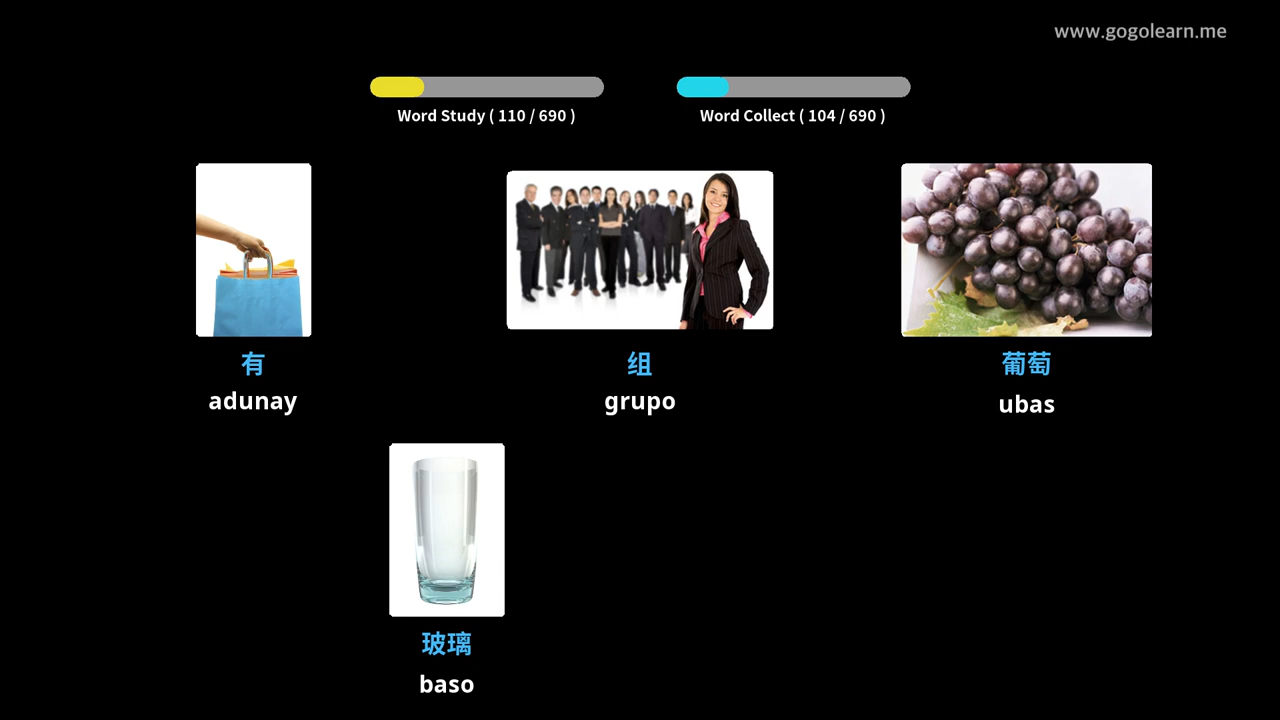 www.gogolearn.me
Word Study ( 110 / 690 )
Word Collect ( 104 / 690 )
有
adunay
组
grupo
葡萄
ubas
玻璃
baso